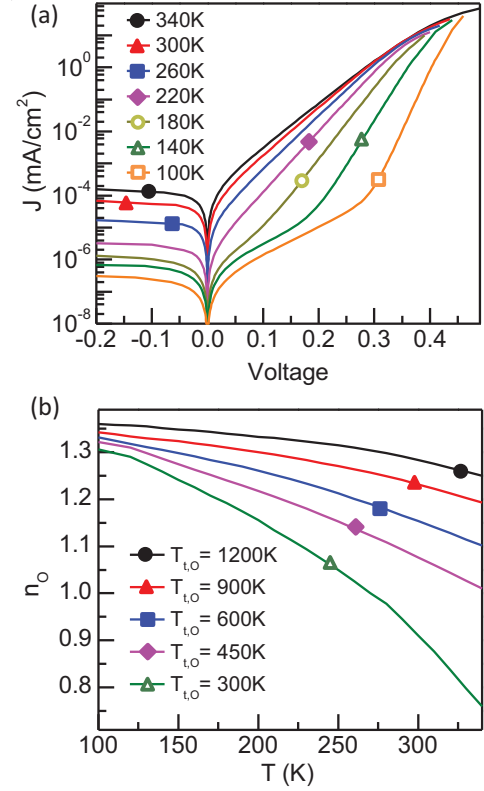 (a)
340K
300K
260K
220K
180K
140K
100K
J (mA/cm²)
10⁰
10⁻²
10⁻⁴
10⁻⁶
10⁻⁸
-0.2 -0.1 0.0 0.1 0.2 0.3 0.4
Voltage
(b)
n_O
1.3
1.2
1.1
1.0
0.9
0.8
T_t,O = 1200K
T_t,O = 900K
T_t,O = 600K
T_t,O = 450K
T_t,O = 300K
100 150 200 250 300
T (K)